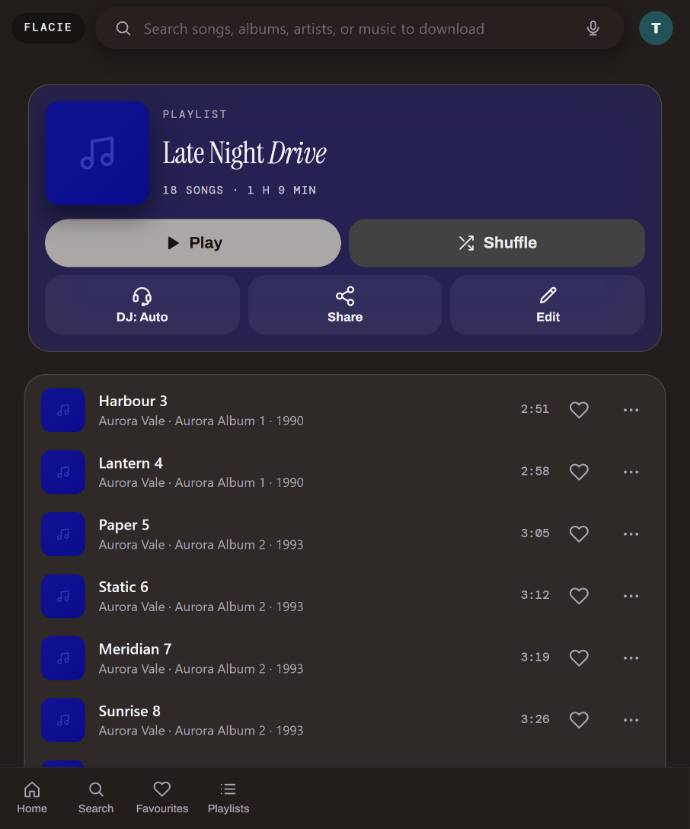 FLACIE
Search songs, albums, artists, or music to download
T
PLAYLIST
Late Night Drive
18 SONGS · 1 H 9 MIN
Play
Shuffle
DJ: Auto
Share
Edit
Harbour 3
2:51
Aurora Vale · Aurora Album 1 · 1990
Lantern 4
2:58
Aurora Vale · Aurora Album 1 · 1990
Paper 5
3:05
Aurora Vale · Aurora Album 2 · 1993
Static 6
3:12
Aurora Vale · Aurora Album 2 · 1993
Meridian 7
3:19
Aurora Vale · Aurora Album 2 · 1993
Sunrise 8
3:26
Aurora Vale · Aurora Album 2 · 1993
Home
Search
Favourites
Playlists